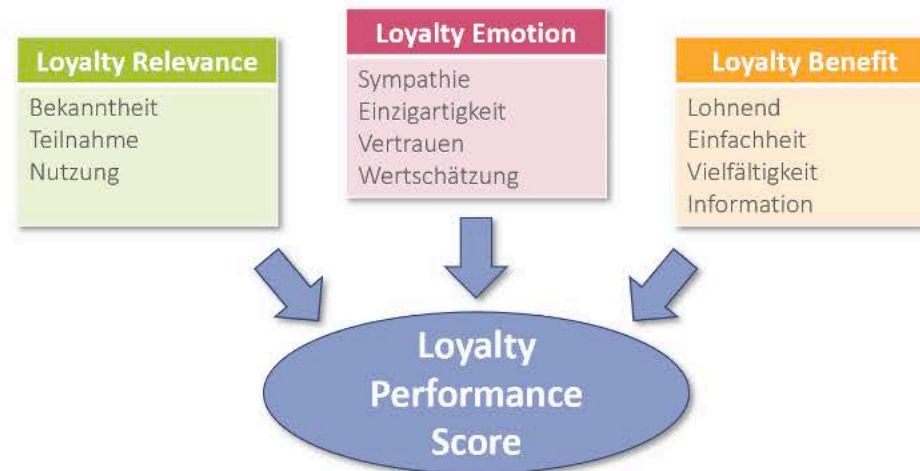 Loyalty Relevance
Bekanntheit
Teilnahme
Nutzung
Loyalty Emotion
Sympathie
Einzigartigkeit
Vertrauen
Wertschätzung
Loyalty Benefit
Lohnend
Einfachheit
Vielfältigkeit
Information
Loyalty
Performance
Score